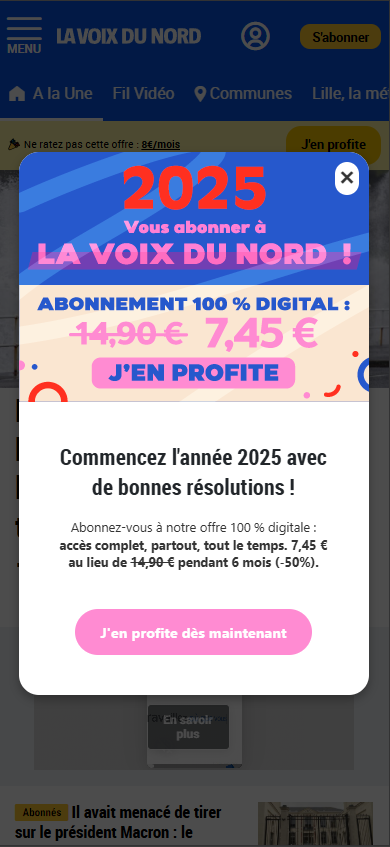 MENU
LA VOIX DU NORD
S'abonner
A la Une
Fil Vidéo
Communes
Lille, la mé
Ne ratez pas cette offre : 8€/mois
J'en profite
2025
Vous abonner à
LA VOIX DU NORD !
ABONNEMENT 100 % DIGITAL :
14,90 € 7,45 €
J'EN PROFITE
Commencez l'année 2025 avec
de bonnes résolutions !
Abonnez-vous à notre offre 100 % digitale :
accès complet, partout, tout le temps. 7,45 €
au lieu de 14,90 € pendant 6 mois (-50%).
J'en profite dès maintenant
En savoir
plus
Abonnés Il avait menacé de tirer
sur le président Macron : le